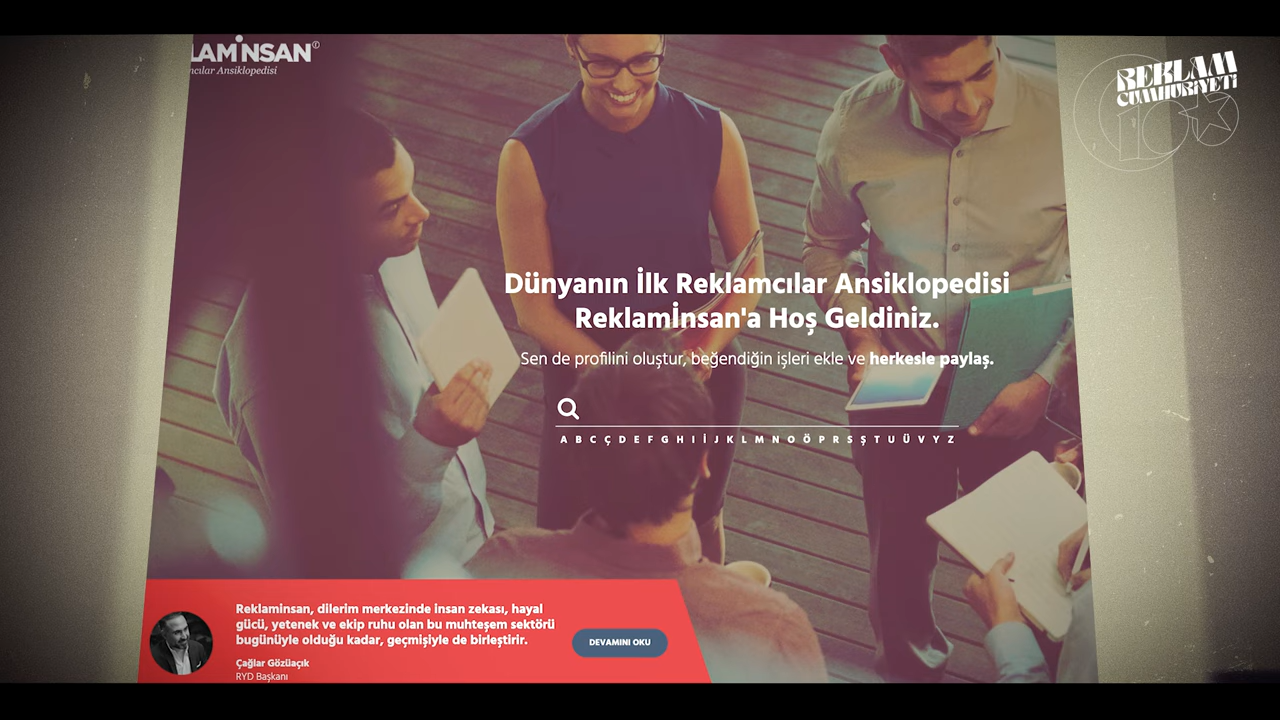 LAMİNSAN
ncılar Ansiklopedisi
REKLAM
CUMHURİYETİ
100
Dünyanın İlk Reklamcılar Ansiklopedisi
Reklamİnsan'a Hoş Geldiniz.
Sen de profilini oluştur, beğendiğin işleri ekle ve herkesle paylaş.
A B C Ç D E F G H I İ J K L M N O Ö P R S Ş T U Ü V Y Z
Reklaminsan, dilerim merkezinde insan zekası, hayal
gücü, yetenek ve ekip ruhu olan bu muhteşem sektörü
bugünüyle olduğu kadar, geçmişiyle de birleştirir.
DEVAMINI OKU
Çağlar Gözüaçık
RYD Başkanı